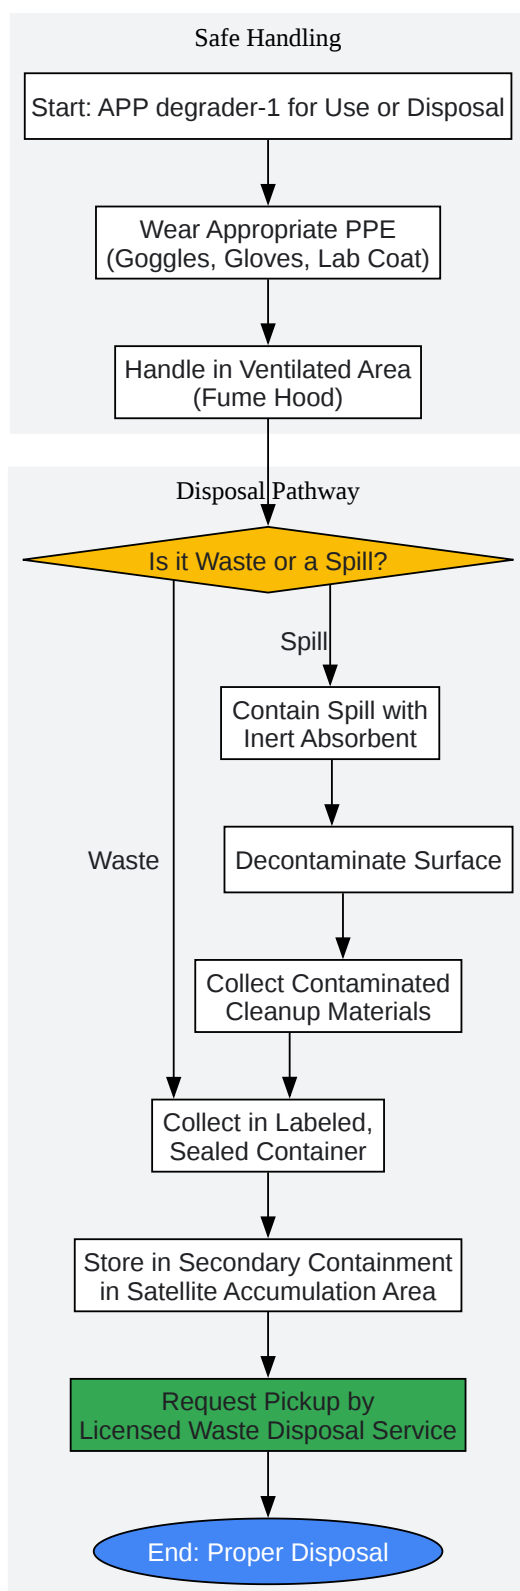 Safe Handling
Start: APP degrader-1 for Use or Disposal
Wear Appropriate PPE
(Goggles, Gloves, Lab Coat)
Handle in Ventilated Area
(Fume Hood)
Disposal Pathway
Is it Waste or a Spill?
Spill
Contain Spill with
Inert Absorbent
Waste
Decontaminate Surface
Collect Contaminated
Cleanup Materials
Collect in Labeled,
Sealed Container
Store in Secondary Containment
in Satellite Accumulation Area
Request Pickup by
Licensed Waste Disposal Service
End: Proper Disposal